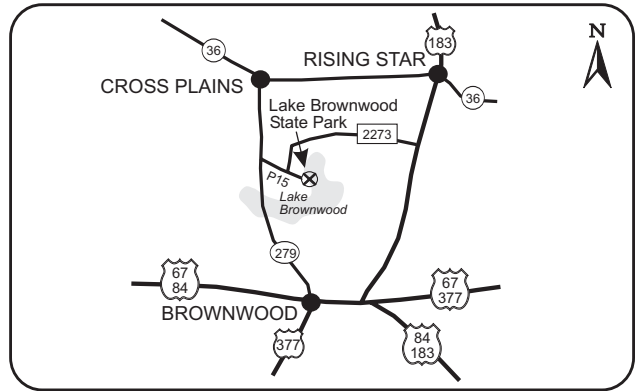 36
183
N
RISING STAR
CROSS PLAINS
36
Lake Brownwood
State Park
2273
P15
Lake
Brownwood
279
67
84
67
377
BROWNWOOD
377
84
183